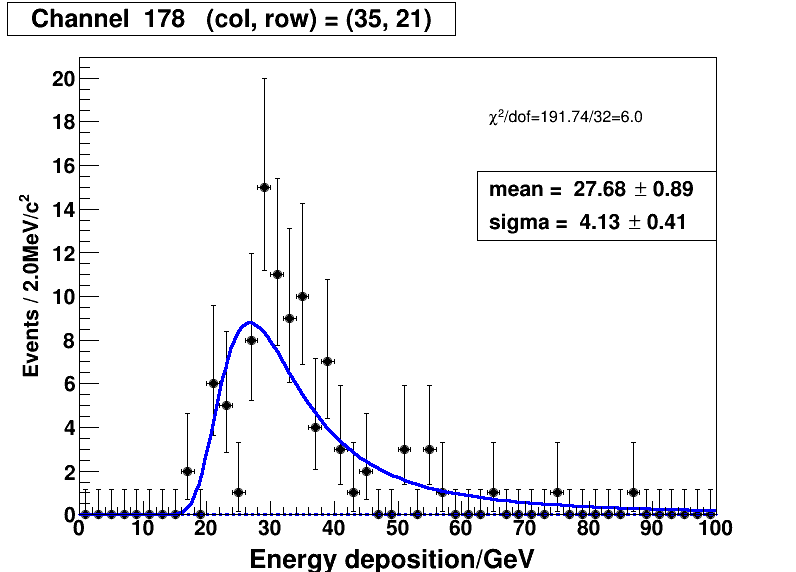 Channel 178 (col, row) = (35, 21)
χ²/dof=191.74/32=6.0
mean = 27.68 ± 0.89
sigma = 4.13 ± 0.41
Events / 2.0MeV/c²
20
18
16
14
12
10
8
6
4
2
0
0 10 20 30 40 50 60 70 80 90 100
Energy deposition/GeV